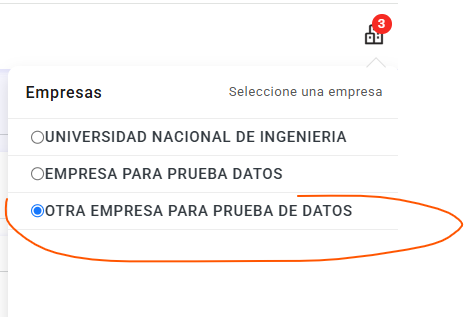 3
Empresas Seleccione una empresa
UNIVERSIDAD NACIONAL DE INGENIERIA
EMPRESA PARA PRUEBA DATOS
OTRA EMPRESA PARA PRUEBA DE DATOS